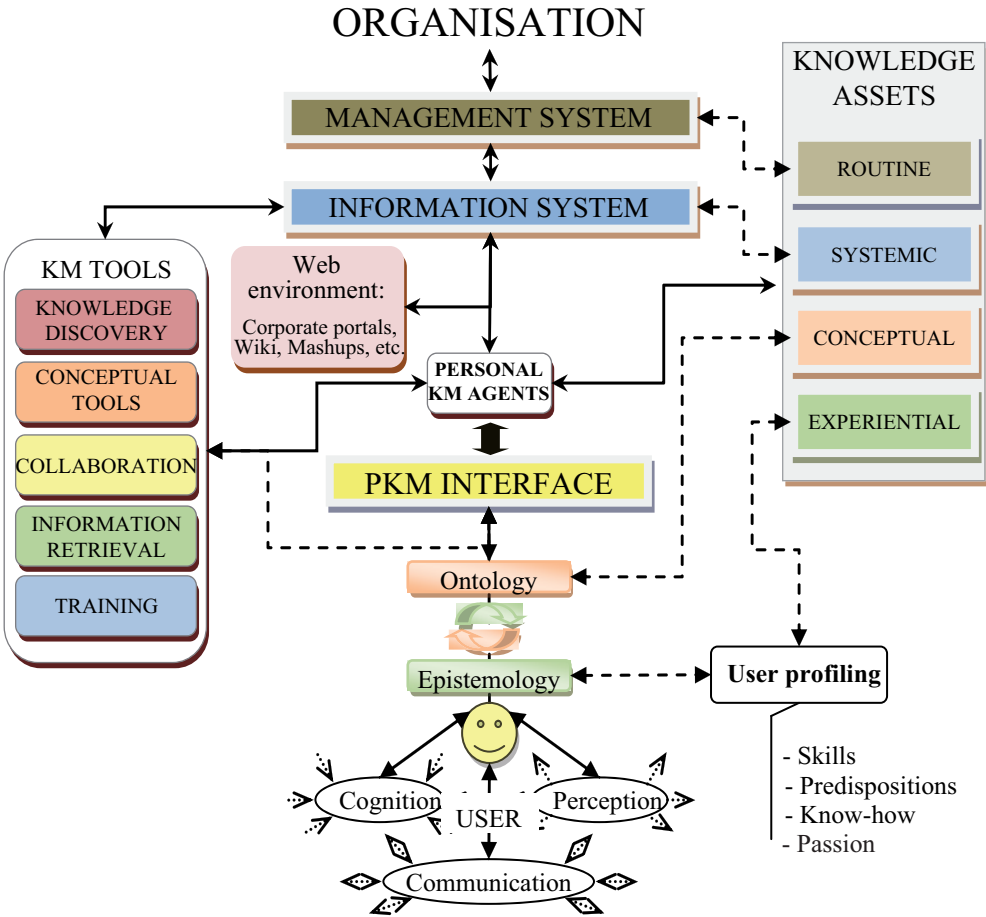 ORGANISATION
MANAGEMENT SYSTEM
INFORMATION SYSTEM
KNOWLEDGE
ASSETS
ROUTINE
SYSTEMIC
CONCEPTUAL
EXPERIENTIAL
KM TOOLS
KNOWLEDGE
DISCOVERY
CONCEPTUAL
TOOLS
COLLABORATION
INFORMATION
RETRIEVAL
TRAINING
Web
environment:
Corporate portals,
Wiki, Mashups, etc.
PERSONAL
KM AGENTS
PKM INTERFACE
Ontology
Epistemology
User profiling
- Skills
- Predispositions
- Know-how
- Passion
Cognition
Perception
USER
Communication